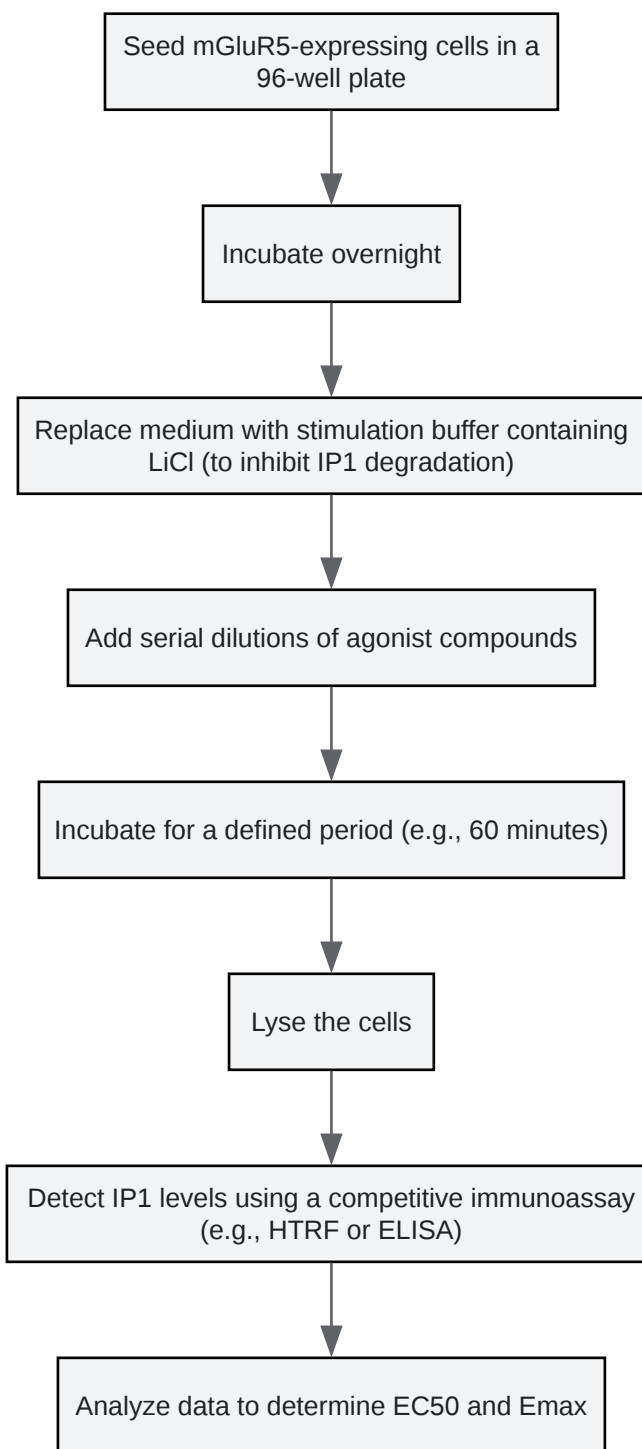 Seed mGluR5-expressing cells in a
96-well plate
Incubate overnight
Replace medium with stimulation buffer containing
LiCl (to inhibit IP1 degradation)
Add serial dilutions of agonist compounds
Incubate for a defined period (e.g., 60 minutes)
Lyse the cells
Detect IP1 levels using a competitive immunoassay
(e.g., HTRF or ELISA)
Analyze data to determine EC50 and Emax